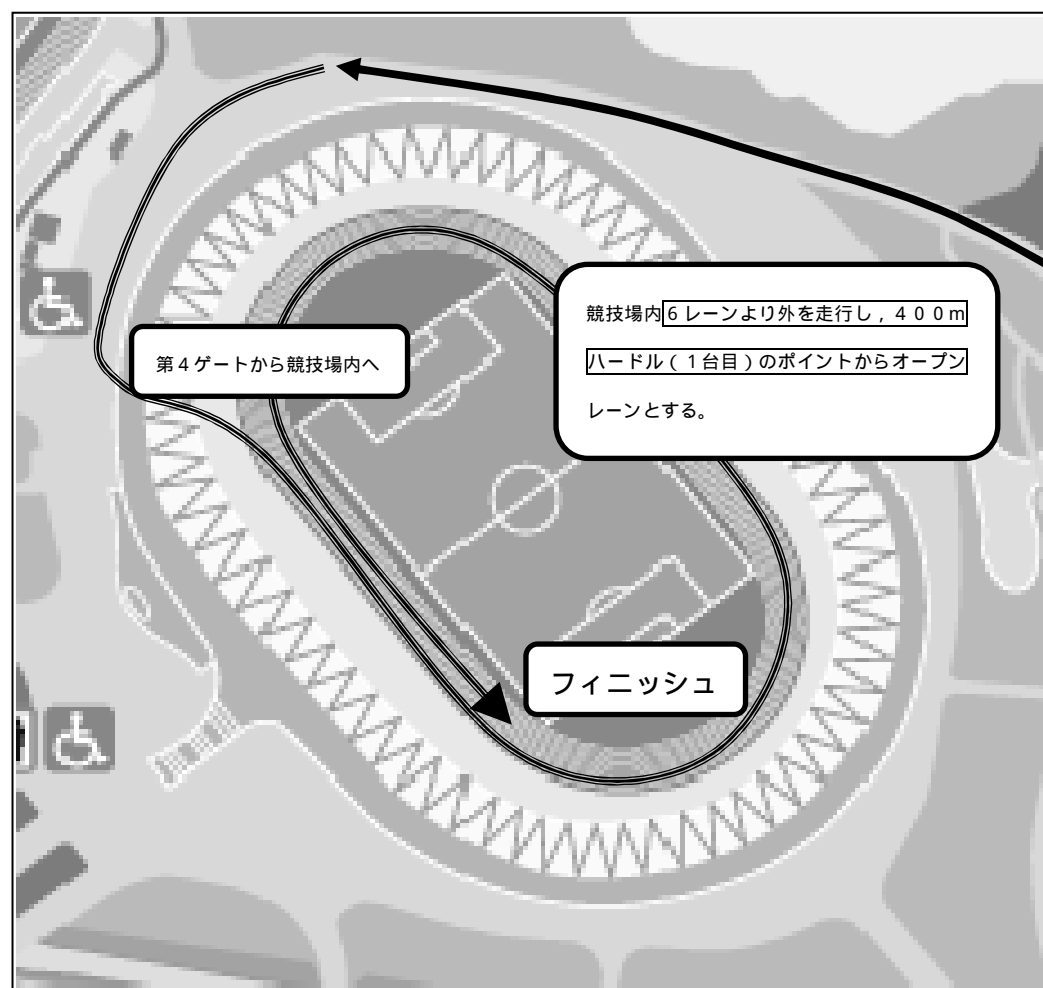 競技場内６レーンより外を走行し，４００ｍ
ハードル（１台目）のポイントからオープン
レーンとする。
第４ゲートから競技場内へ
フィニッシュ